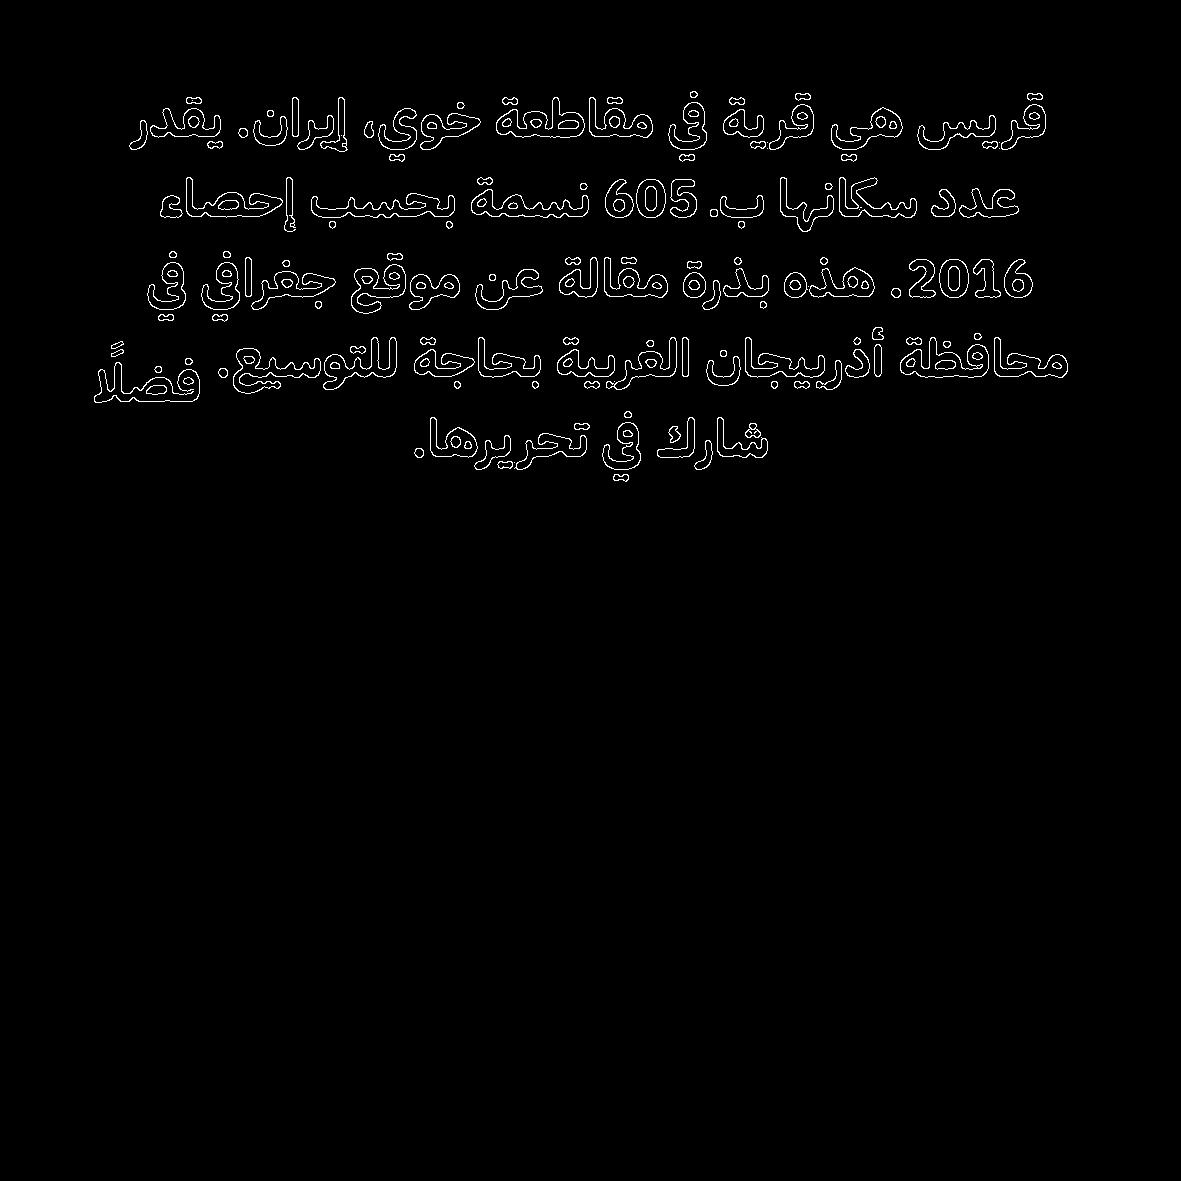 قريس هي قرية في مقاطعة خوي، إيران. يقدر
عدد سكانها ب.605 نسمة بحسب إحصاء
2016. هذه بذرة مقالة عن موقع جغرافي في
محافظة أذربيجان الغربية بحاجة للتوسيع. فضلًا
شارك في تحريرها.